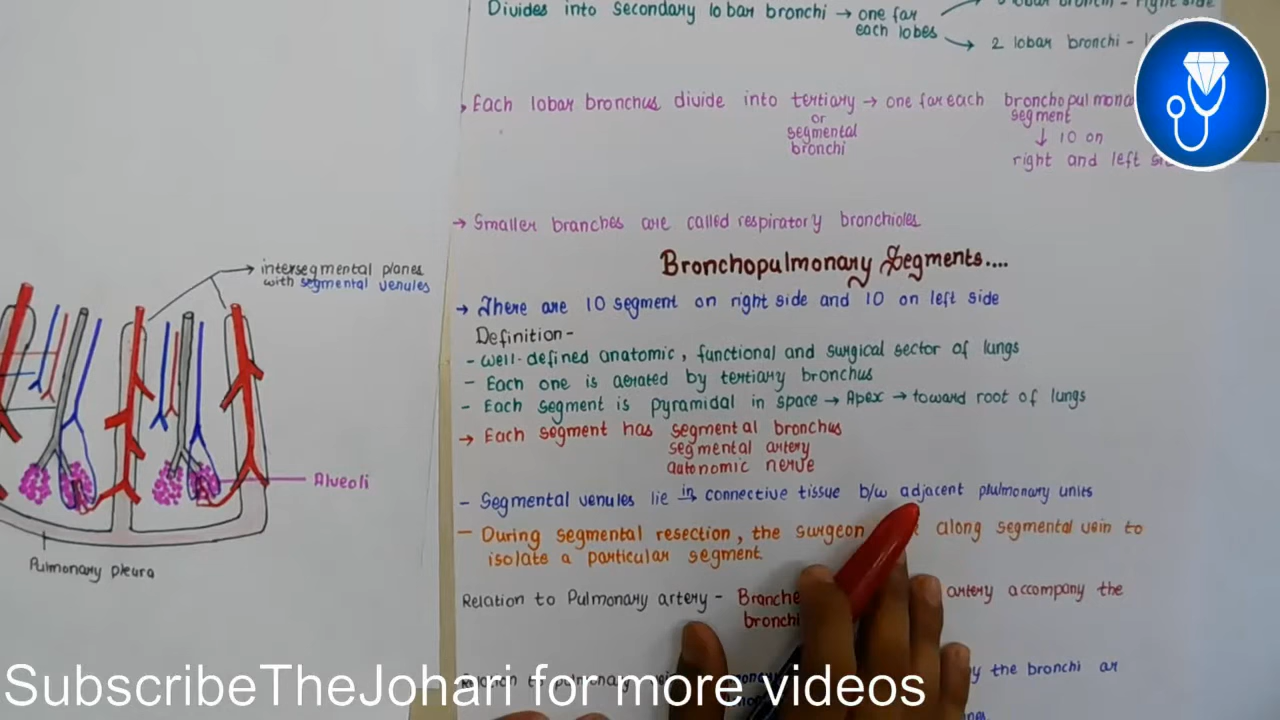 Divides into secondary lobar bronchi → one for each lobes
lobar bronchi - right side
2 lobar bronchi -
Each lobar bronchus divide into tertiary → one for each
or
segmental
bronchi
segment
↓ 10 on
right and left
→ Smaller branches are called respiratory bronchioles
Bronchopulmonary Segments....
→ There are 10 segment on right side and 10 on left side
Definition -
- well-defined anatomic, functional and surgical sector of lungs
- Each one is aerated by tertiary bronchus
- Each segment is pyramidal in space → Apex → toward root of lungs
→ Each segment has segmental bronchus
segmental artery
autonomic nerve
- Segmental venules lie in connective tissue b/w adjacent plulmonary units
- During segmental resection, the surgeon along segmental vein to
isolate a particular segment
Relation to Pulmonary artery - artery accompany the
bronchi
by the bronchi ar
intersegmental planes
with segmental venules
Alveoli
Pulmonary pleura
SubscribeTheJohari for more videos